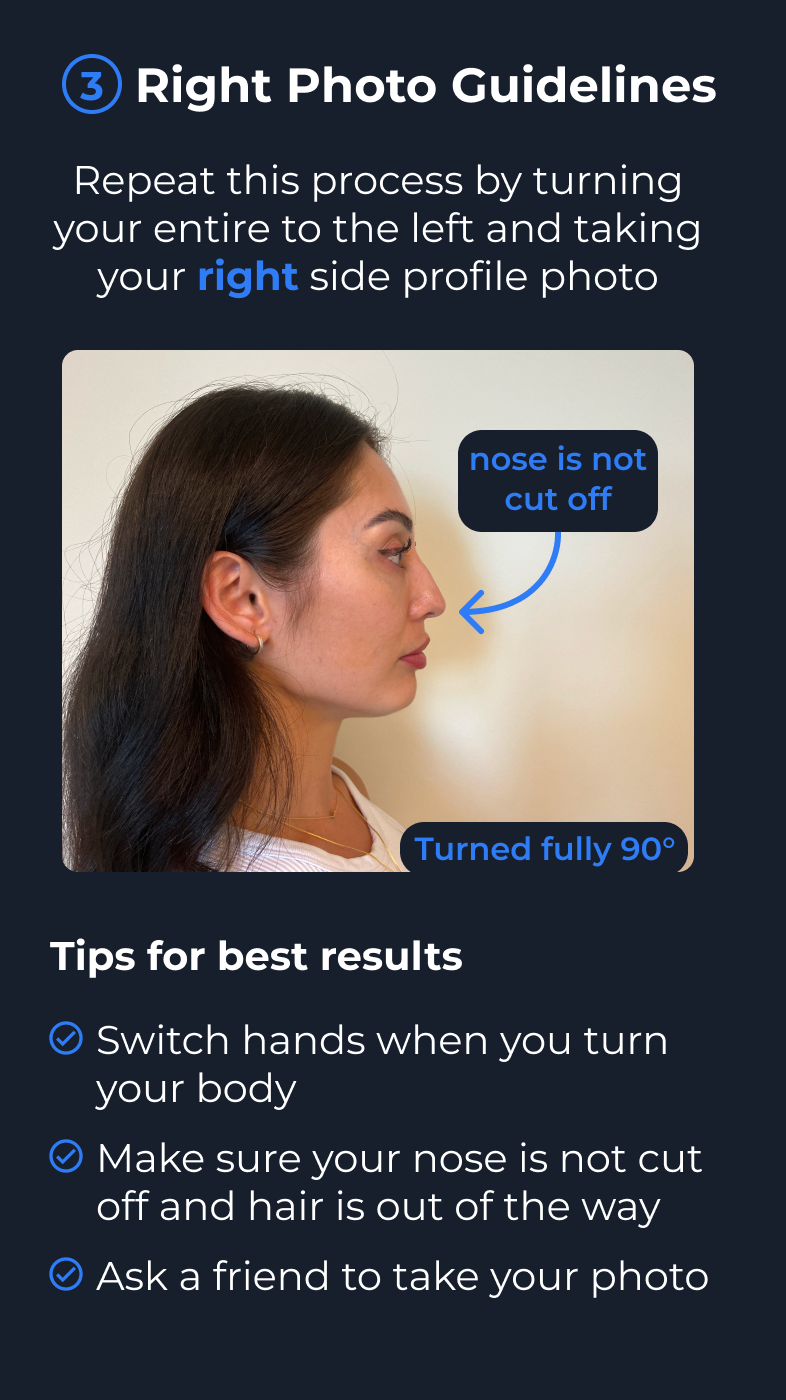 3 Right Photo Guidelines
Repeat this process by turning
your entire to the left and taking
your right side profile photo
nose is not
cut off
Turned fully 90°
Tips for best results
Switch hands when you turn
your body
Make sure your nose is not cut
off and hair is out of the way
Ask a friend to take your photo